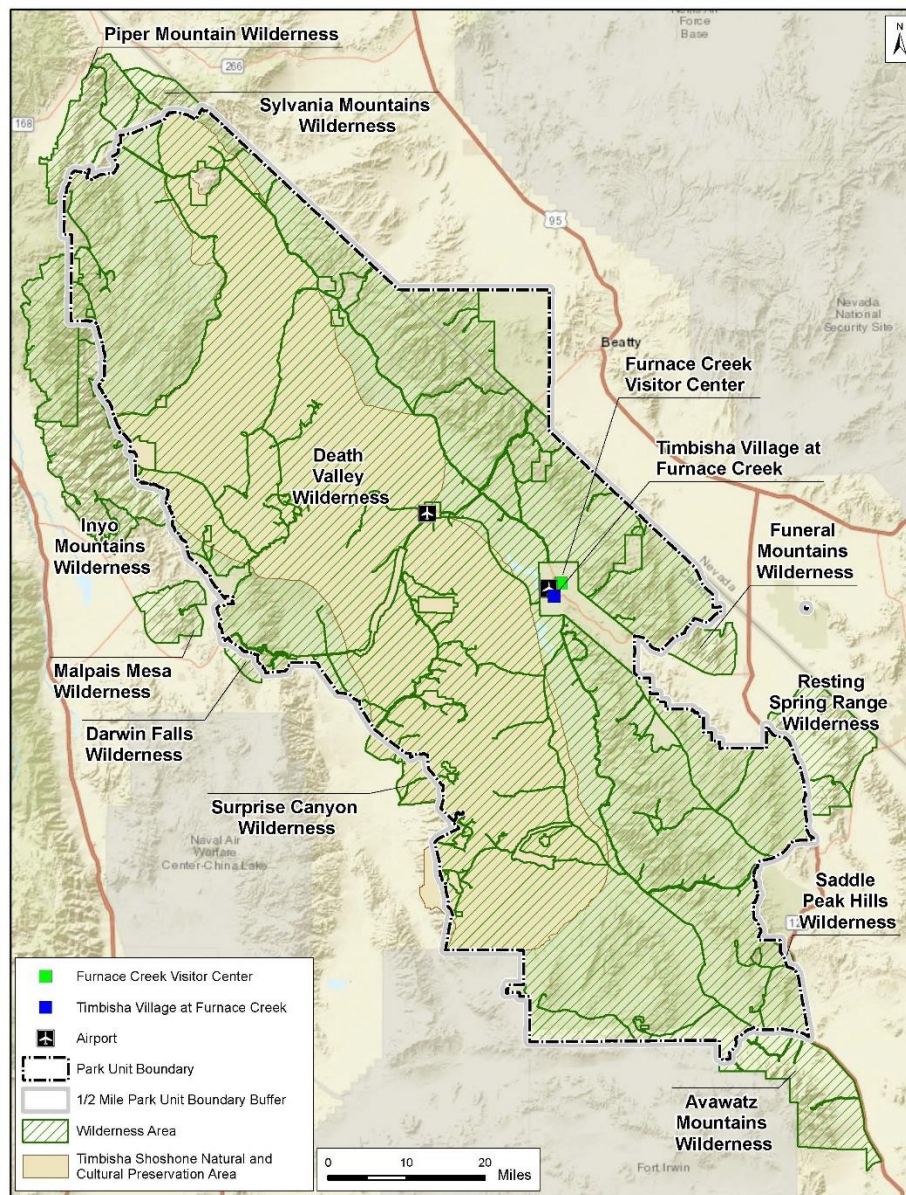 Nellis Air
Force
Base
N
Piper Mountain Wilderness
266
Sylvania Mountains
Wilderness
168
95
Nevada
National
Security Site
Beatty
Furnace Creek
Visitor Center
Timbisha Village at
Furnace Creek
Death
Valley
Wilderness
Funeral
Mountains
Wilderness
Inyo
Mountains
Wilderness
Nevada
Malpais Mesa
Wilderness
Resting
Spring Range
Wilderness
Darwin Falls
Wilderness
Surprise Canyon
Wilderness
Naval Air
Warfare
Center-China Lake
Saddle
Peak Hills
Wilderness
Avawatz
Mountains
Wilderness
Fort Irwin
Furnace Creek Visitor Center
Timbisha Village at Furnace Creek
Airport
Park Unit Boundary
1/2 Mile Park Unit Boundary Buffer
Wilderness Area
Timbisha Shoshone Natural and
Cultural Preservation Area
0 10 20
Miles